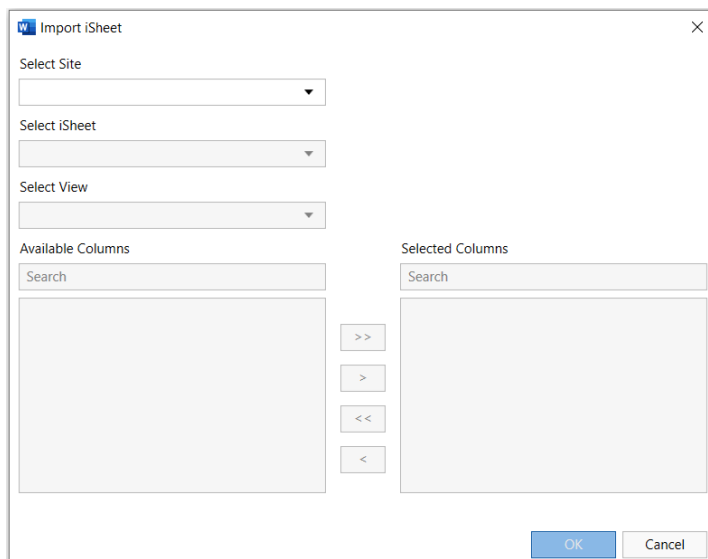 Import iSheet
Select Site
Select iSheet
Select View
Available Columns
Selected Columns
Search
Search
>>
>
<<
<
OK
Cancel